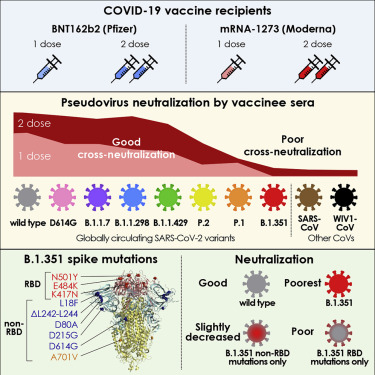 COVID-19 vaccine recipients
BNT162b2 (Pfizer)
mRNA-1273 (Moderna)
1 dose
2 doses
1 dose
2 doses
Pseudovirus neutralization by vaccinee sera
2 dose
1 dose
Good
cross-neutralization
Poor
cross-neutralization
wild type
D614G
B.1.1.7
B.1.1.298
B.1.1.429
P.2
P.1
B.1.351
SARS-
CoV
WIV1-
CoV
Globally circulating SARS-CoV-2 variants
Other CoVs
B.1.351 spike mutations
RBD
N501Y
E484K
K417N
non-
RBD
L18F
ΔL242-L244
D80A
D215G
D614G
A701V
Neutralization
Good
wild type
Poorest
B.1.351
Slightly
decreased
B.1.351 non-RBD
mutations only
Poor
B.1.351 RBD
mutations only